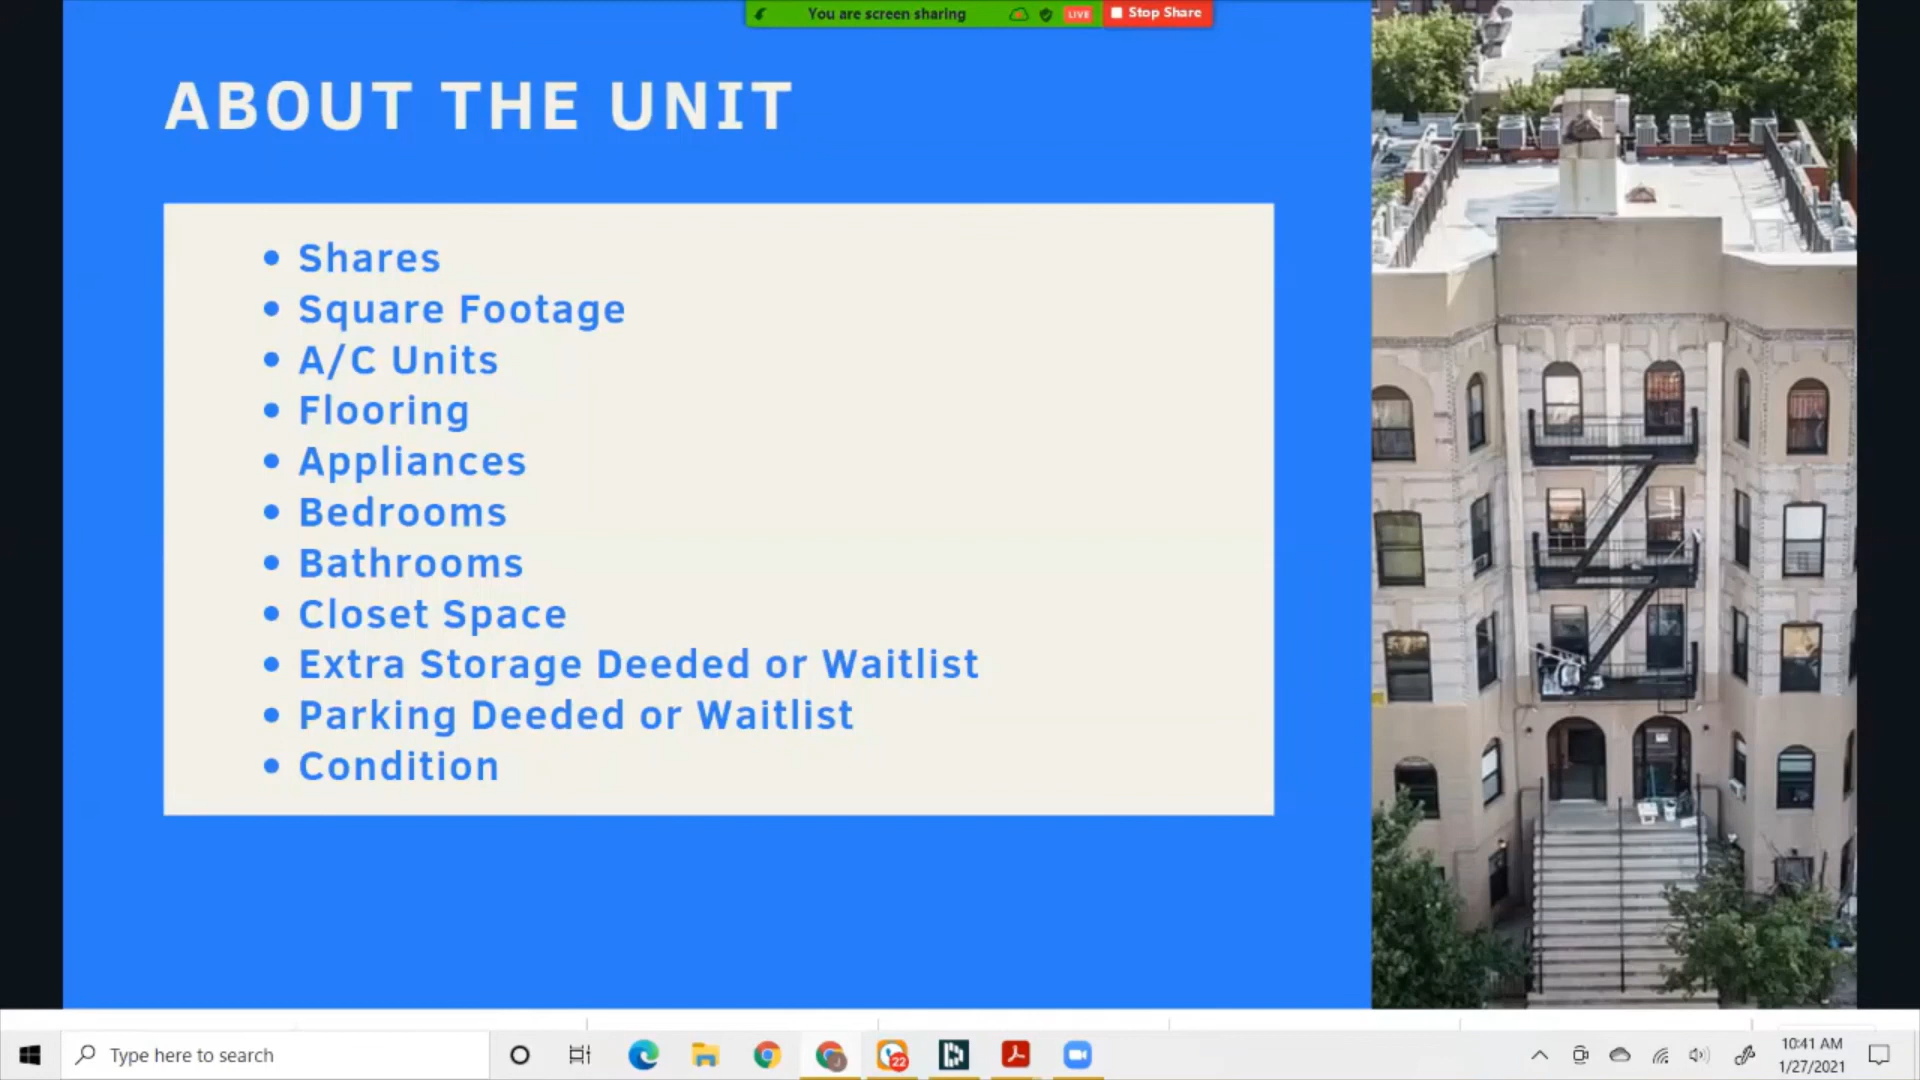 You are screen sharing
LIVE
Stop Share
ABOUT THE UNIT
• Shares
• Square Footage
• A/C Units
• Flooring
• Appliances
• Bedrooms
• Bathrooms
• Closet Space
• Extra Storage Deeded or Waitlist
• Parking Deeded or Waitlist
• Condition
Type here to search
22
10:41 AM
1/27/2021